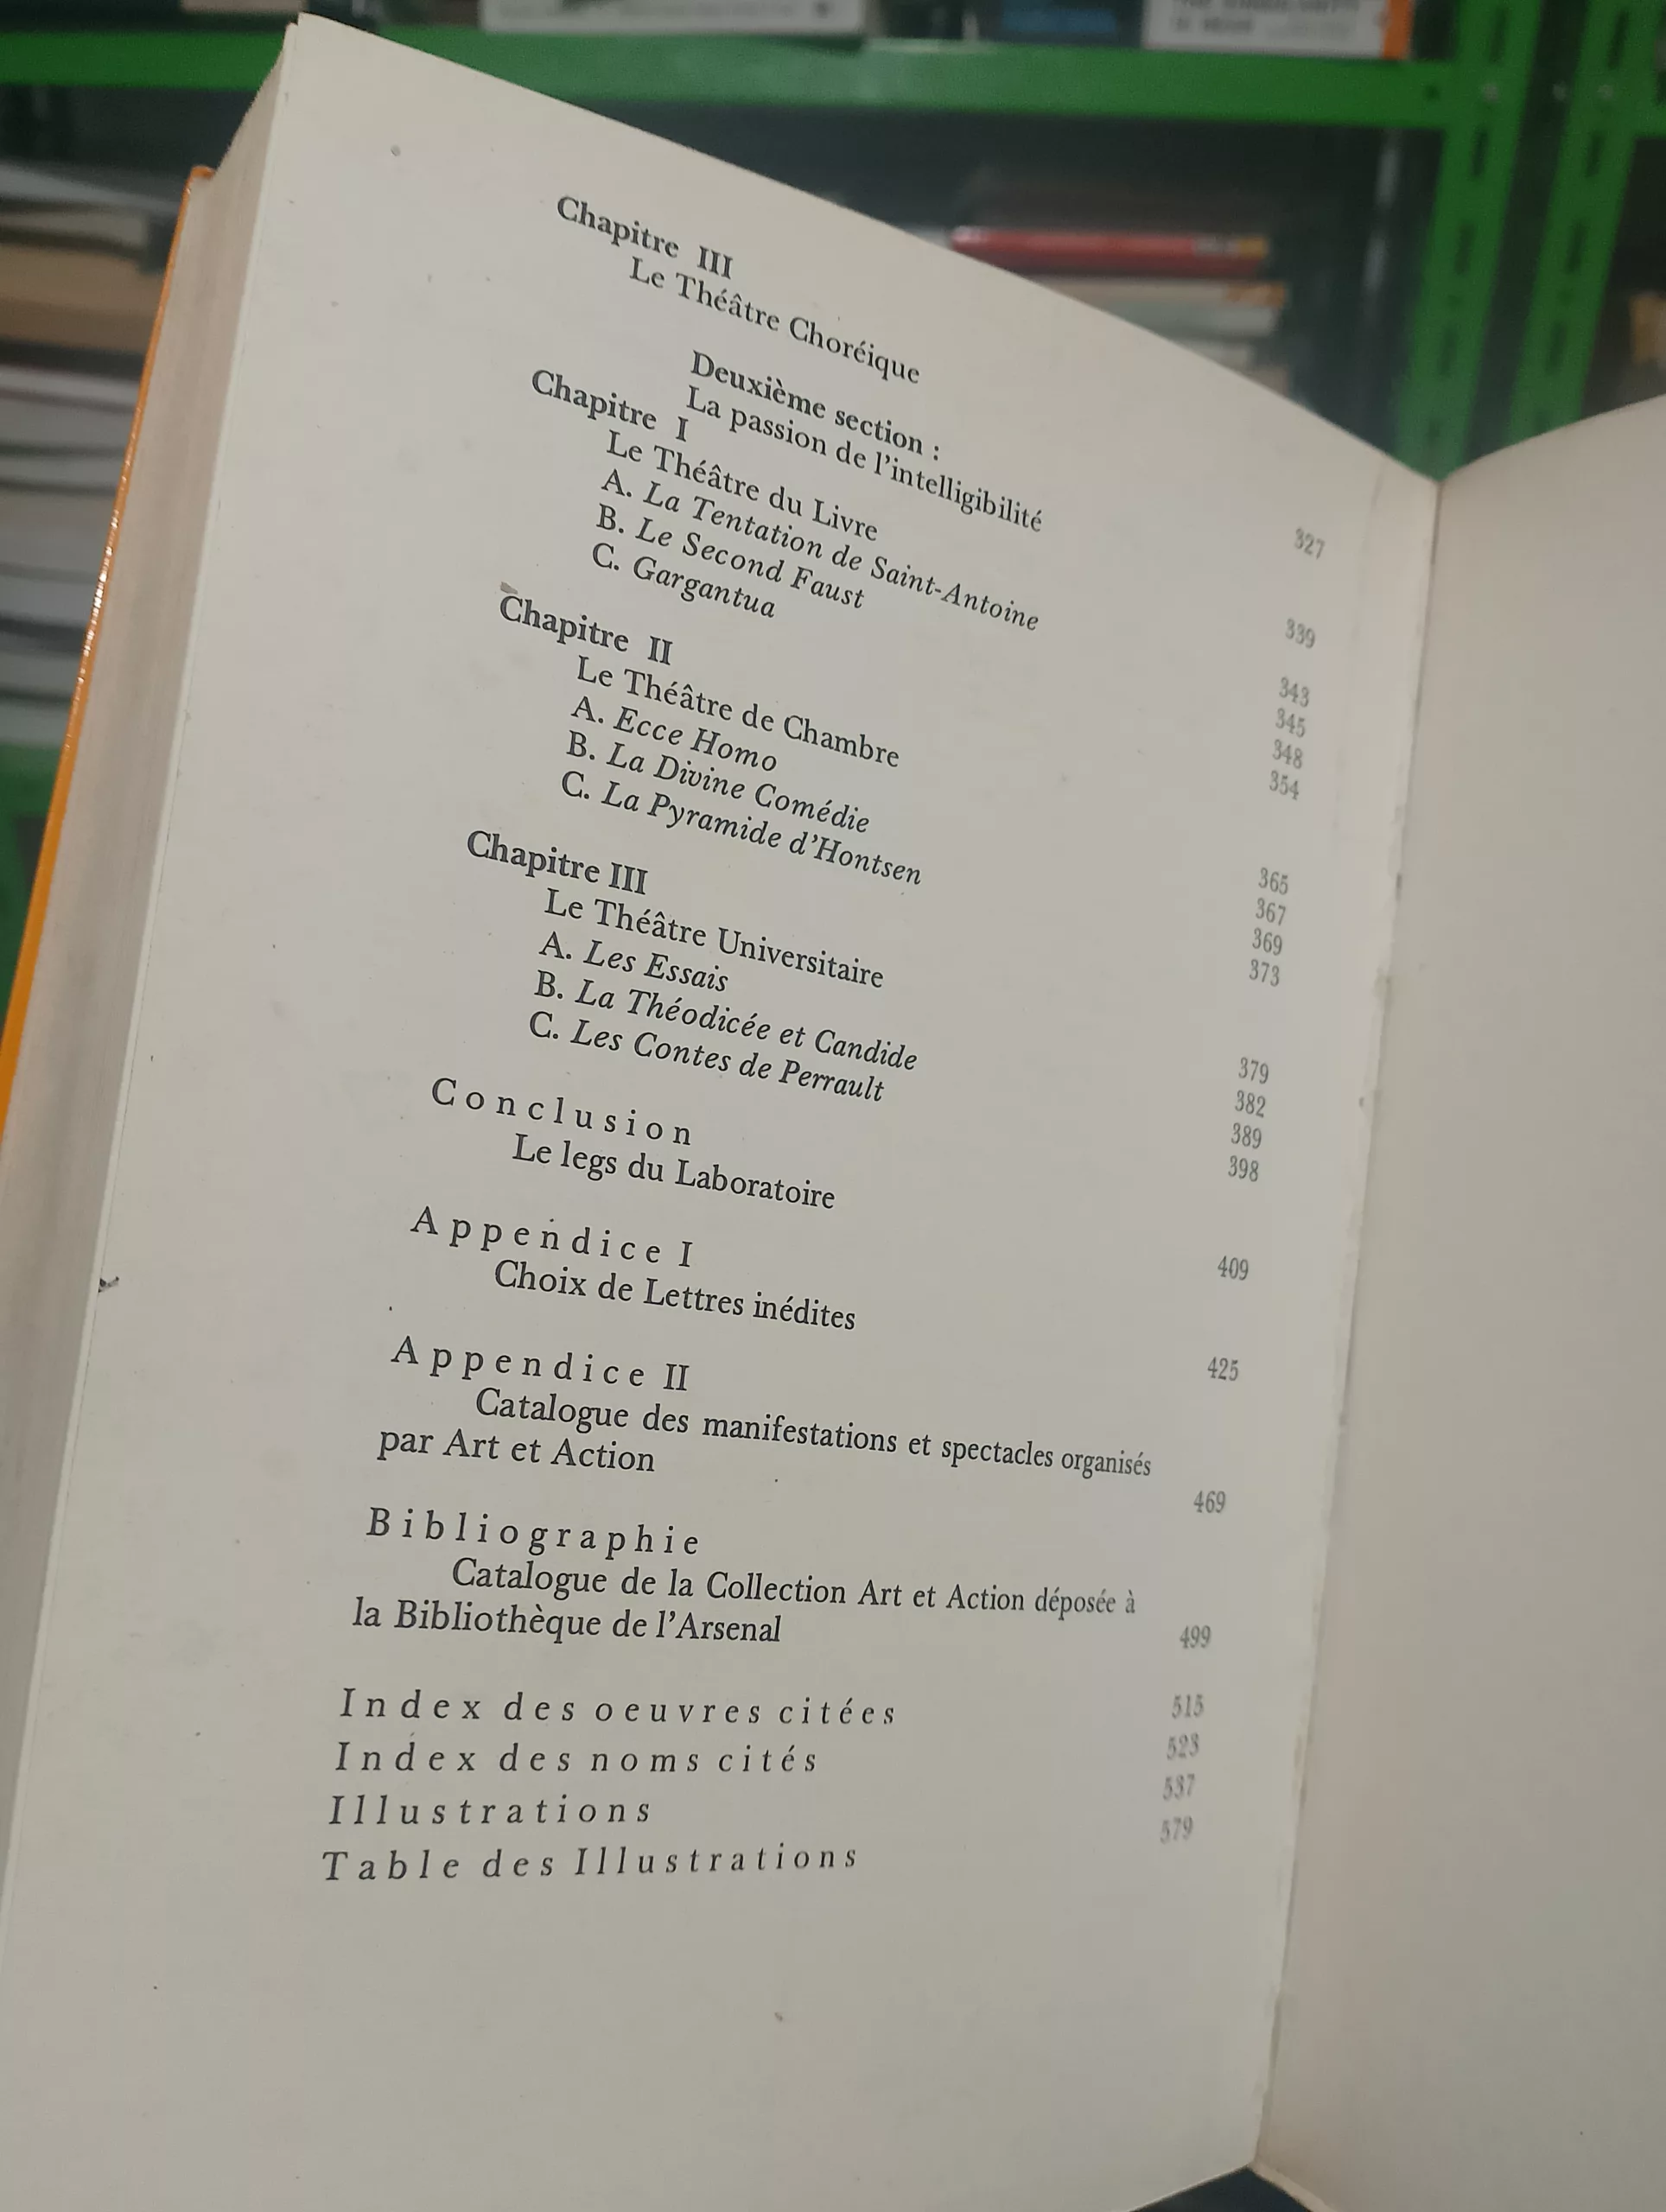 Chapitre III
Le Théâtre Choréique 327
Deuxième section :
La passion de l'intelligibilité 339
Chapitre I
Le Théâtre du Livre 343
A. La Tentation de Saint-Antoine 345
B. Le Second Faust 348
C. Gargantua 354
Chapitre II
Le Théâtre de Chambre 365
A. Ecce Homo 367
B. La Divine Comédie 369
C. La Pyramide d'Hontsen 373
Chapitre III
Le Théâtre Universitaire 379
A. Les Essais 382
B. La Théodicée et Candide 389
C. Les Contes de Perrault 398
Conclusion
Le legs du Laboratoire 409
Appendice I
Choix de Lettres inédites 425
Appendice II
Catalogue des manifestations et spectacles organisés
par Art et Action 469
Bibliographie
Catalogue de la Collection Art et Action déposée à
la Bibliothèque de l'Arsenal 499
Index des oeuvres citées 515
Index des noms cités 523
Illustrations 537
Table des Illustrations 579